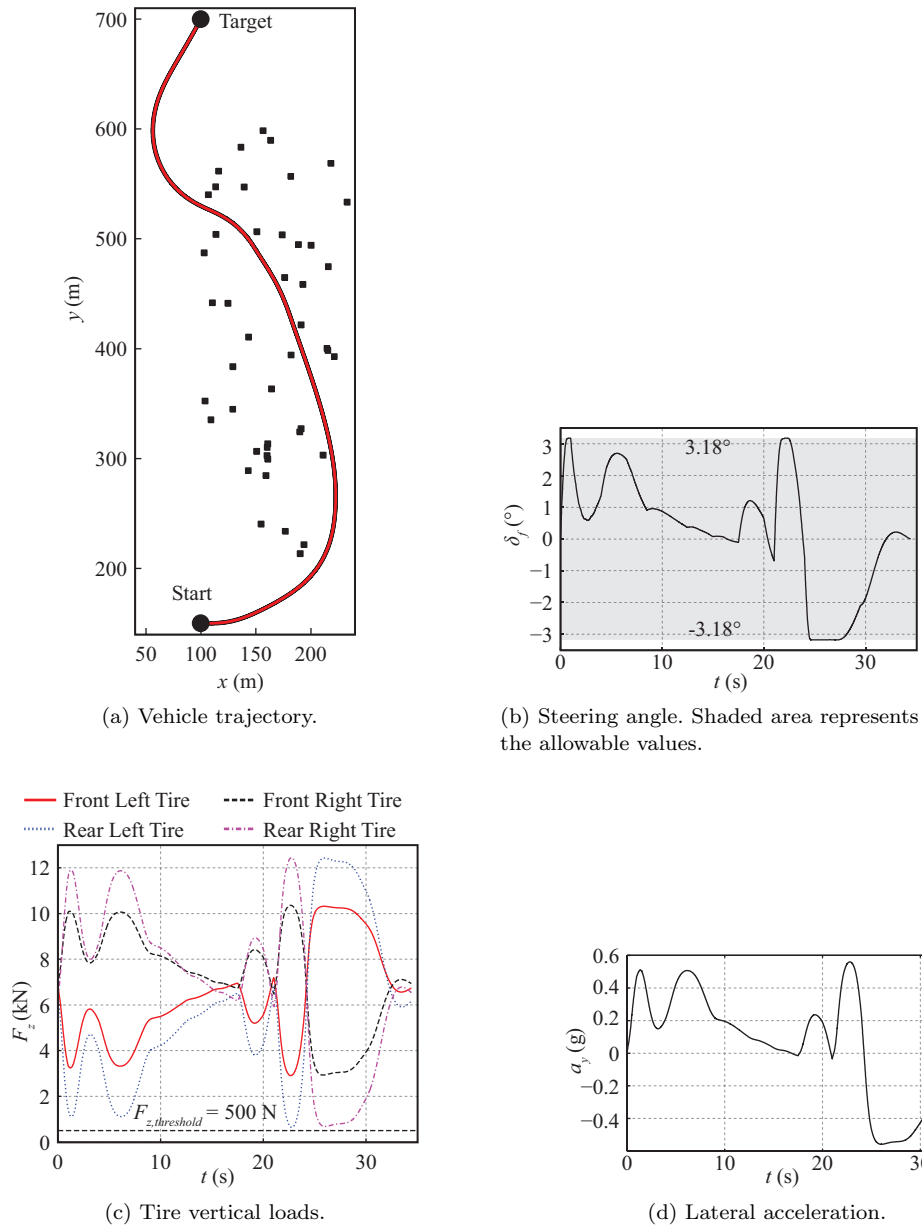 700
600
500
400
300
200
y (m)
Target
Start
50 100 150 200
x (m)
(a) Vehicle trajectory.
3
2
1
0
−1
−2
−3
δf (°)
3.18°
-3.18°
0 10 20 30
t (s)
(b) Steering angle. Shaded area represents
the allowable values.
Front Left Tire Front Right Tire
Rear Left Tire Rear Right Tire
12
10
8
6
4
2
0
Fz (kN)
Fz,threshold = 500 N
0 10 20 30
t (s)
(c) Tire vertical loads.
0.6
0.4
0.2
0
−0.2
−0.4
ay (g)
0 10 20 30
t (s)
(d) Lateral acceleration.